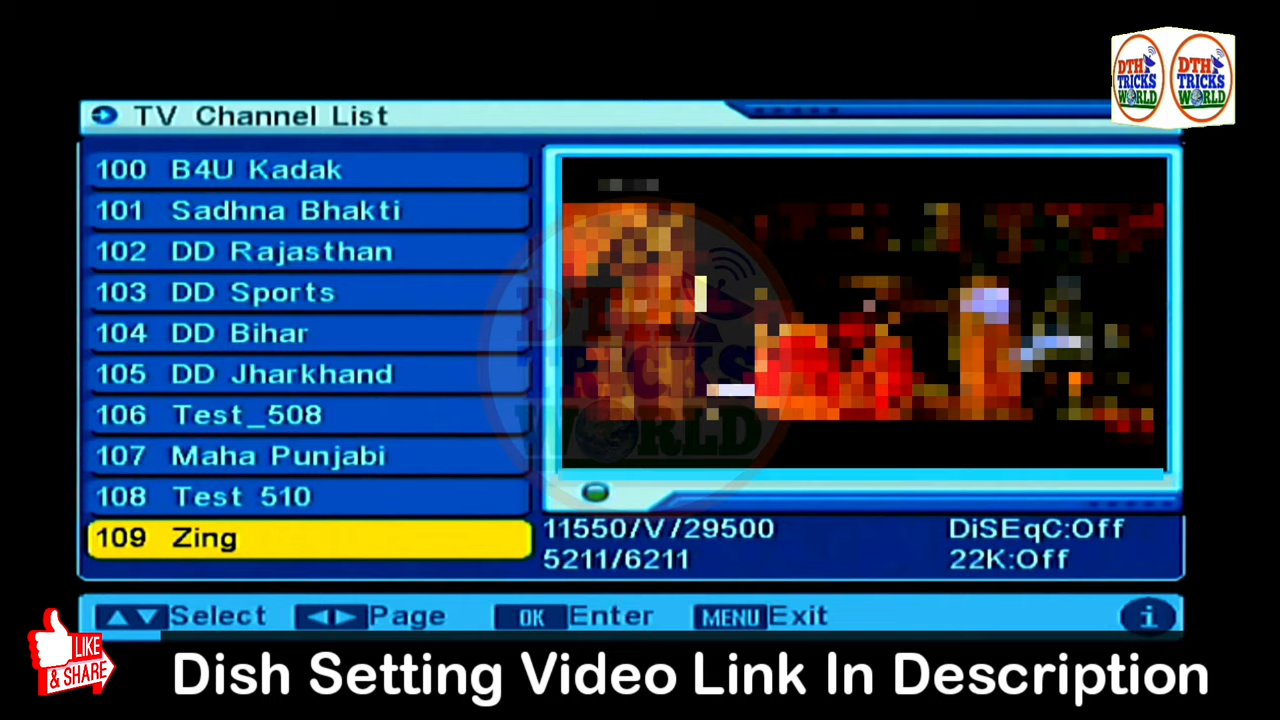 DTH TRICKS WORLD
DTH TRICKS WORLD
TV Channel List
100 B4U Kadak
101 Sadhna Bhakti
102 DD Rajasthan
103 DD Sports
104 DD Bihar
105 DD Jharkhand
106 Test_508
107 Maha Punjabi
108 Test 510
109 Zing
DTH
TRICKS
WORLD
11550/V/29500
DiSEqC:Off
5211/6211
22K:Off
Select Page OK Enter MENU Exit i
LIKE
& SHARE
Dish Setting Video Link In Description